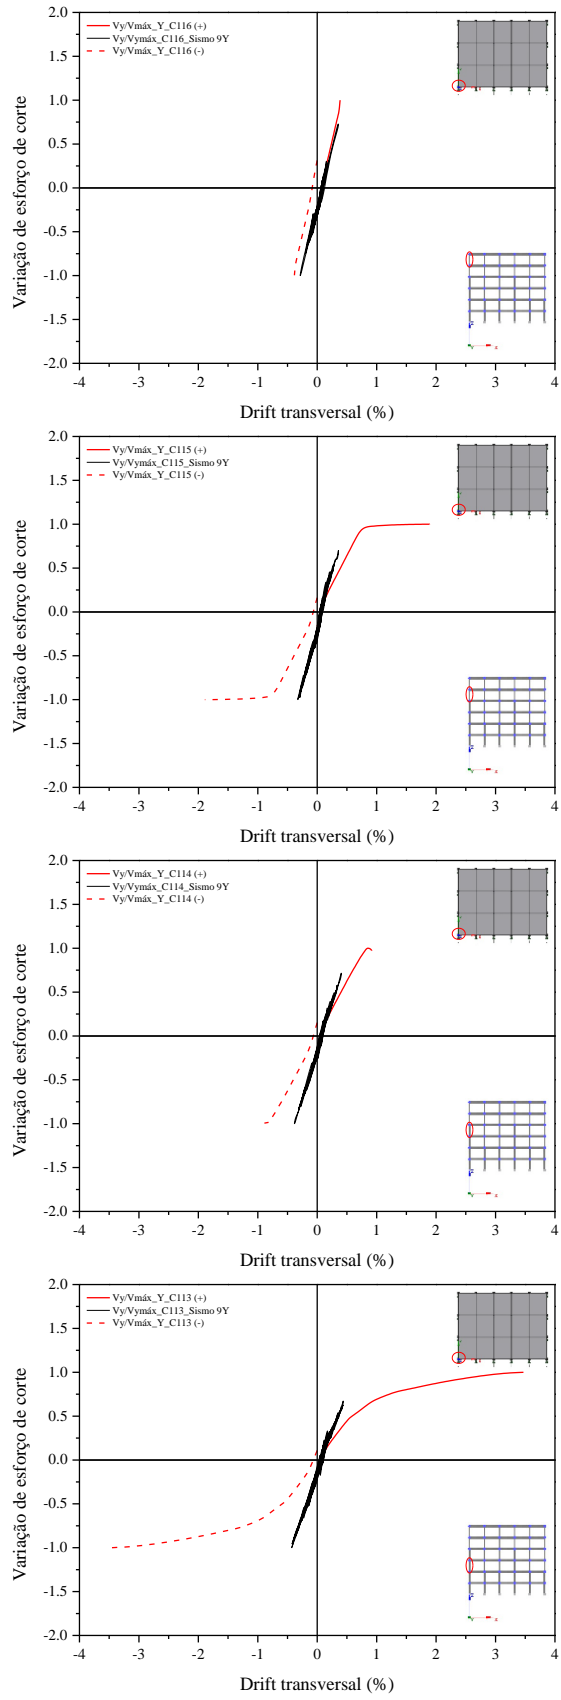 2.0
1.5
1.0
0.5
0.0
-0.5
-1.0
-1.5
-2.0
Variação de esforço de corte
Vy/Vmáx_Y_C116 (+)
Vy/Vymáx_C116_Sismo 9Y
Vy/Vmáx_Y_C116 (-)
-4 -3 -2 -1 0 1 2 3 4
Drift transversal (%)
2.0
1.5
1.0
0.5
0.0
-0.5
-1.0
-1.5
-2.0
Variação de esforço de corte
Vy/Vmáx_Y_C115 (+)
Vy/Vymáx_C115_Sismo 9Y
Vy/Vmáx_Y_C115 (-)
-4 -3 -2 -1 0 1 2 3 4
Drift transversal (%)
2.0
1.5
1.0
0.5
0.0
-0.5
-1.0
-1.5
-2.0
Variação de esforço de corte
Vy/Vmáx_Y_C114 (+)
Vy/Vymáx_C114_Sismo 9Y
Vy/Vmáx_Y_C114 (-)
-4 -3 -2 -1 0 1 2 3 4
Drift transversal (%)
2.0
1.5
1.0
0.5
0.0
-0.5
-1.0
-1.5
-2.0
Variação de esforço de corte
Vy/Vmáx_Y_C113 (+)
Vy/Vymáx_C113_Sismo 9Y
Vy/Vmáx_Y_C113 (-)
-4 -3 -2 -1 0 1 2 3 4
Drift transversal (%)